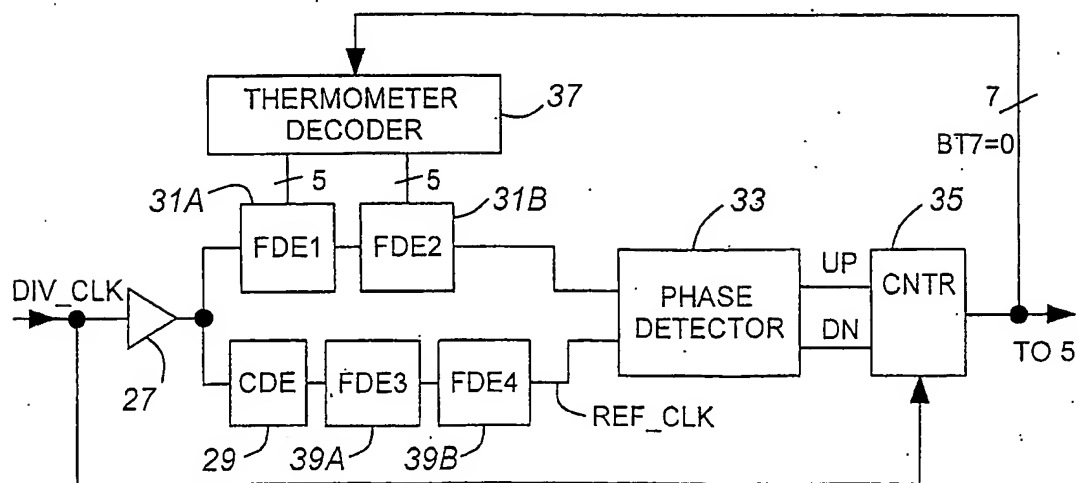 THERMOMETER
DECODER
37
7
BT7=0
5
5
31A
31B
33
35
FDE1
FDE2
DIV_CLK
UP
CNTR
PHASE
DETECTOR
DN
TO 5
CDE
FDE3
FDE4
27
REF_CLK
29
39A
39B